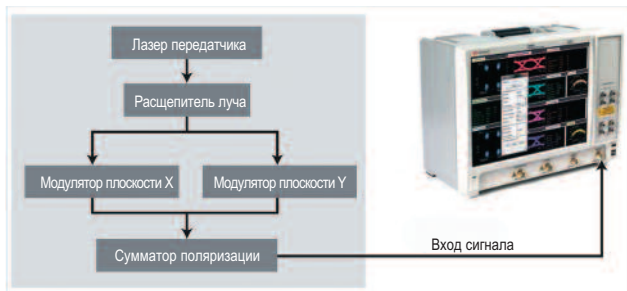 Лазер передатчика
Расщепитель луча
Модулятор плоскости X
Модулятор плоскости Y
Сумматор поляризации
Вход сигнала